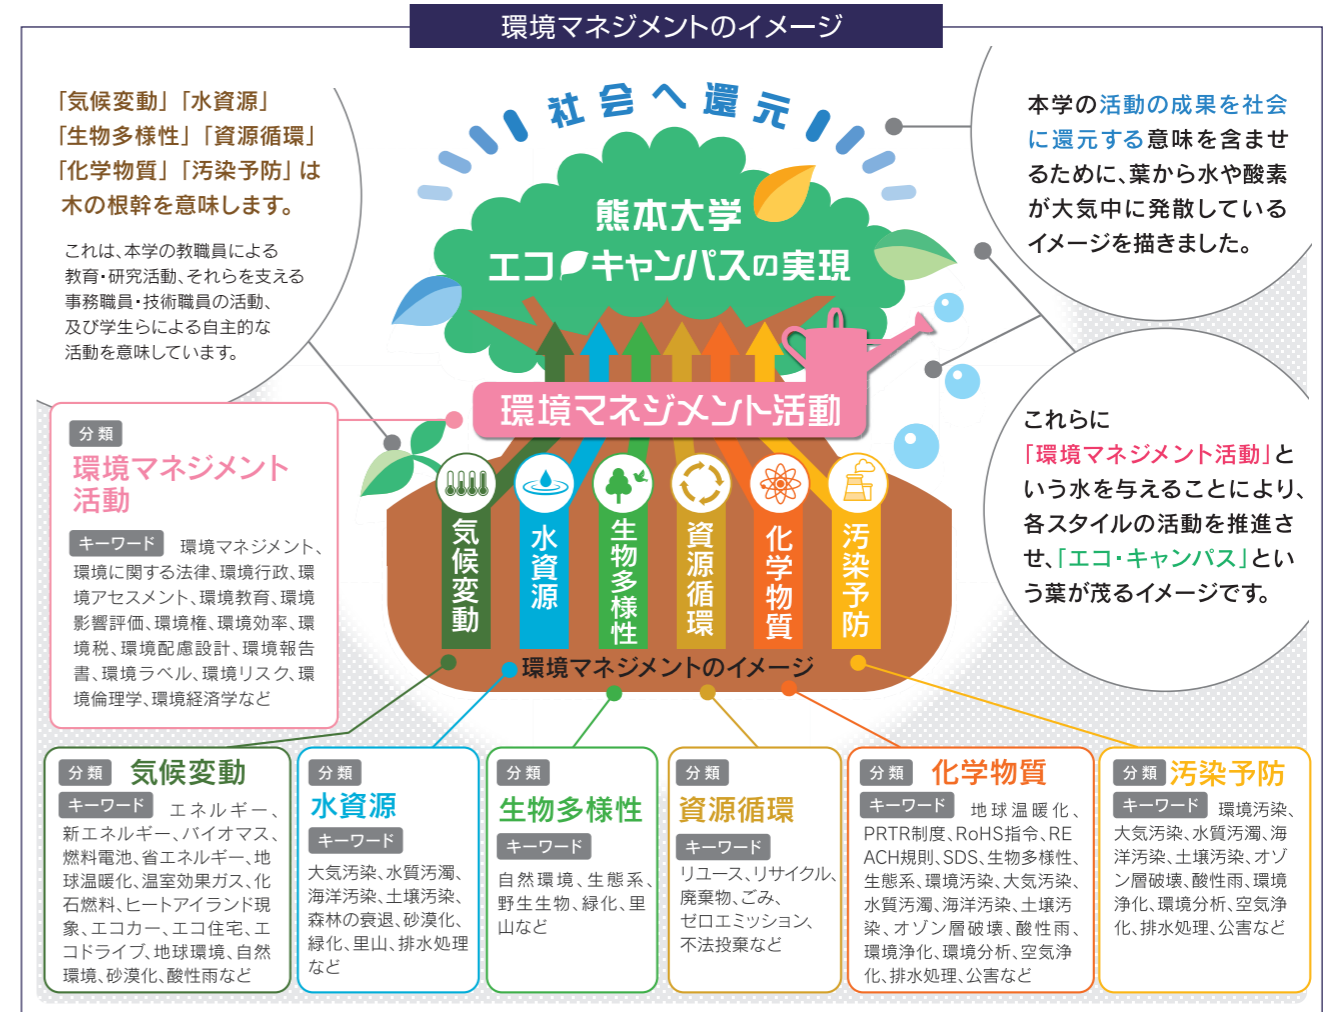 環境マネジメントのイメージ
「気候変動」「水資源」
「生物多様性」「資源循環」
「化学物質」「汚染予防」は
木の根幹を意味します。
これは、本学の教職員による
教育・研究活動、それらを支える
事務職員・技術職員の活動、
及び学生らによる自主的な
活動を意味しています。
社会へ還元
熊本大学
エコ キャンパスの実現
本学の活動の成果を社会
に還元する意味を含ませ
るために、葉から水や酸素
が大気中に発散している
イメージを描きました。
環境マネジメント活動
これらに
「環境マネジメント活動」と
いう水を与えることにより、
各スタイルの活動を推進さ
せ、「エコ・キャンパス」とい
う葉が茂るイメージです。
分類
環境マネジメント
活動
キーワード 環境マネジメント、
環境に関する法律、環境行政、環
境アセスメント、環境教育、環境
影響評価、環境権、環境効率、環
境税、環境配慮設計、環境報告
書、環境ラベル、環境リスク、環
境倫理学、環境経済学など
気候変動
水資源
生物多様性
資源循環
化学物質
汚染予防
環境マネジメントのイメージ
分類 気候変動
キーワード エネルギー、
新エネルギー、バイオマス、
燃料電池、省エネルギー、地
球温暖化、温室効果ガス、化
石燃料、ヒートアイランド現
象、エコカー、エコ住宅、エ
コドライブ、地球環境、自然
環境、砂漠化、酸性雨など
分類
水資源
キーワード
大気汚染、水質汚濁、
海洋汚染、土壌汚染、
森林の衰退、砂漠化、
緑化、里山、排水処理
など
分類
生物多様性
キーワード
自然環境、生態系、
野生生物、緑化、里
山など
分類
資源循環
キーワード
リユース、リサイクル、
廃棄物、ごみ、
ゼロエミッション、
不法投棄など
分類 化学物質
キーワード 地球温暖化、
PRTR制度、RoHS指令、RE
ACH規則、SDS、生物多様性、
生態系、環境汚染、大気汚染、
水質汚濁、海洋汚染、土壌汚
染、オゾン層破壊、酸性雨、
環境浄化、環境分析、空気浄
化、排水処理、公害など
分類 汚染予防
キーワード 環境汚染、
大気汚染、水質汚濁、海
洋汚染、土壌汚染、オゾ
ン層破壊、酸性雨、環境
浄化、環境分析、空気浄
化、排水処理、公害など